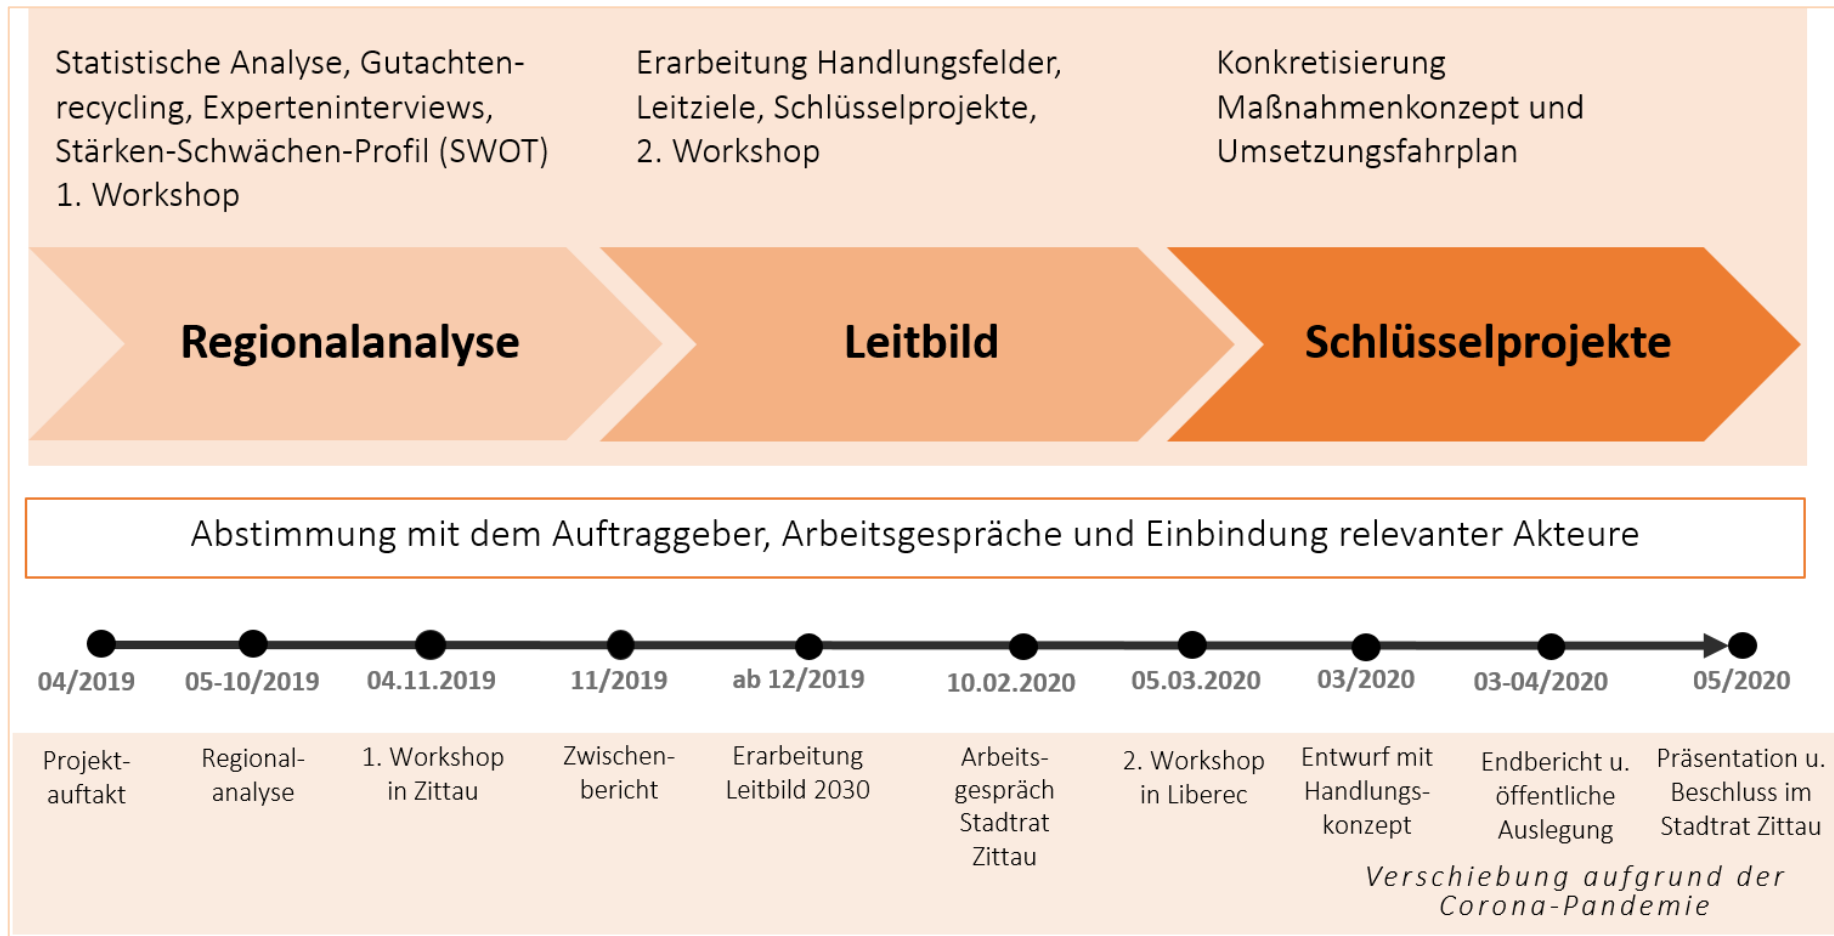 Statistische Analyse, Gutachten-
recycling, Experteninterviews,
Stärken-Schwächen-Profil (SWOT)
1. Workshop
Erarbeitung Handlungsfelder,
Leitziele, Schlüsselprojekte,
2. Workshop
Konkretisierung
Maßnahmenkonzept und
Umsetzungsfahrplan
Regionalanalyse
Leitbild
Schlüsselprojekte
Abstimmung mit dem Auftraggeber, Arbeitsgespräche und Einbindung relevanter Akteure
04/2019
05-10/2019
04.11.2019
11/2019
ab 12/2019
10.02.2020
05.03.2020
03/2020
03-04/2020
05/2020
Projekt-
auftakt
Regional-
analyse
1. Workshop
in Zittau
Zwischen-
bericht
Erarbeitung
Leitbild 2030
Arbeits-
gespräch
Stadtrat
Zittau
2. Workshop
in Liberec
Entwurf mit
Handlungs-
konzept
Endbericht u.
öffentliche
Auslegung
Präsentation u.
Beschluss im
Stadtrat Zittau
Verschiebung aufgrund der
Corona-Pandemie